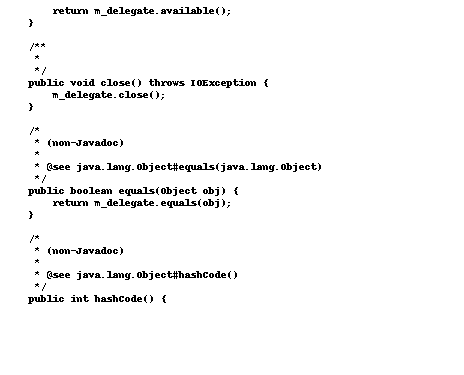 return m_delegate.available();
}
/**
*
*/
public void close() throws IOException {
m_delegate.close();
}
/*
* (non-Javadoc)
*
* @see java.lang.Object#equals(java.lang.Object)
*/
public boolean equals(Object obj) {
return m_delegate.equals(obj);
}
/*
* (non-Javadoc)
*
* @see java.lang.Object#hashCode()
*/
public int hashCode() {